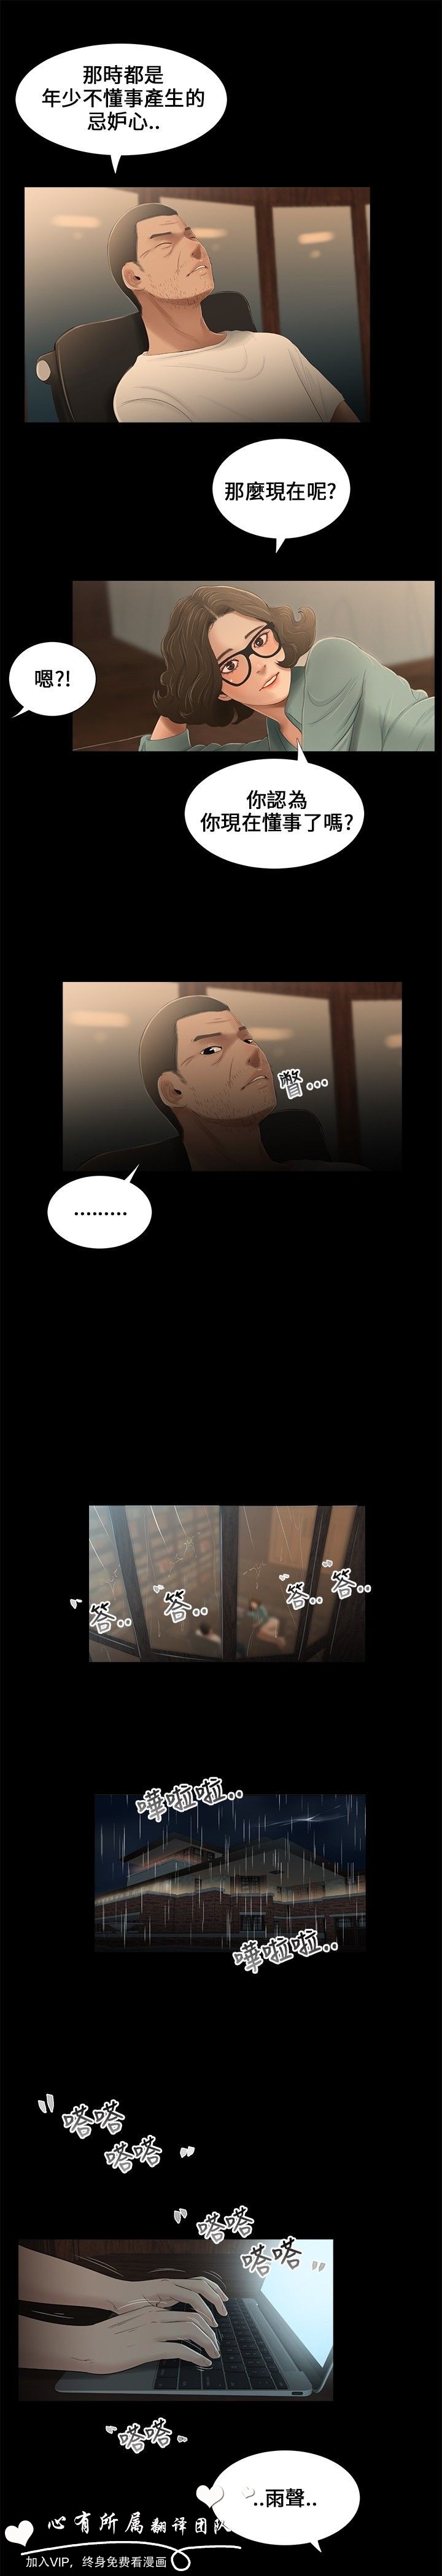 那時都是
年少不懂事產生的
忌妒心..
那麼現在呢?
嗯?!
你認為
你現在懂事了嗎?
瞥...
.........
答..
答..
答..
答..
嘩啦啦..
嘩啦啦..
嗒嗒
嗒嗒
嗒嗒
嗒嗒
嗒嗒
..雨聲..
心有所属翻译团队
加入VIP，终身免费看漫画